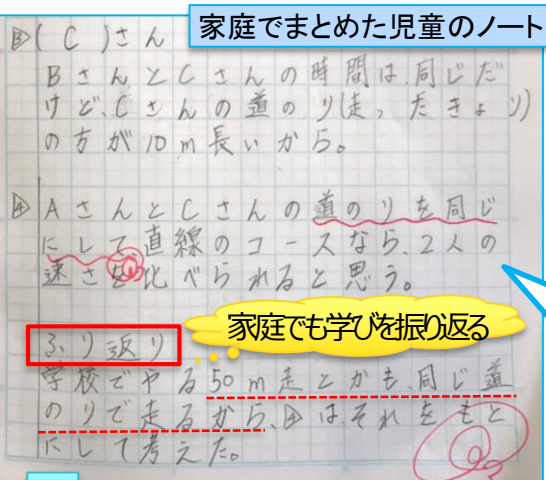 家庭でまとめた児童のノート
③( C )さん
BさんとCさんの時間は、同じだ
けど、Cさんの道のり(走ったきょり)
の方が10m長いから。
④AさんとCさんの道のりを同じ
にして、直線のコースなら、2人の
速さを比べられると思う。
家庭でも学びを振り返る
ふり返り
学校でやる50m走とかも、同じ道
のりで走るから、④は、それをもと
にして考えた。